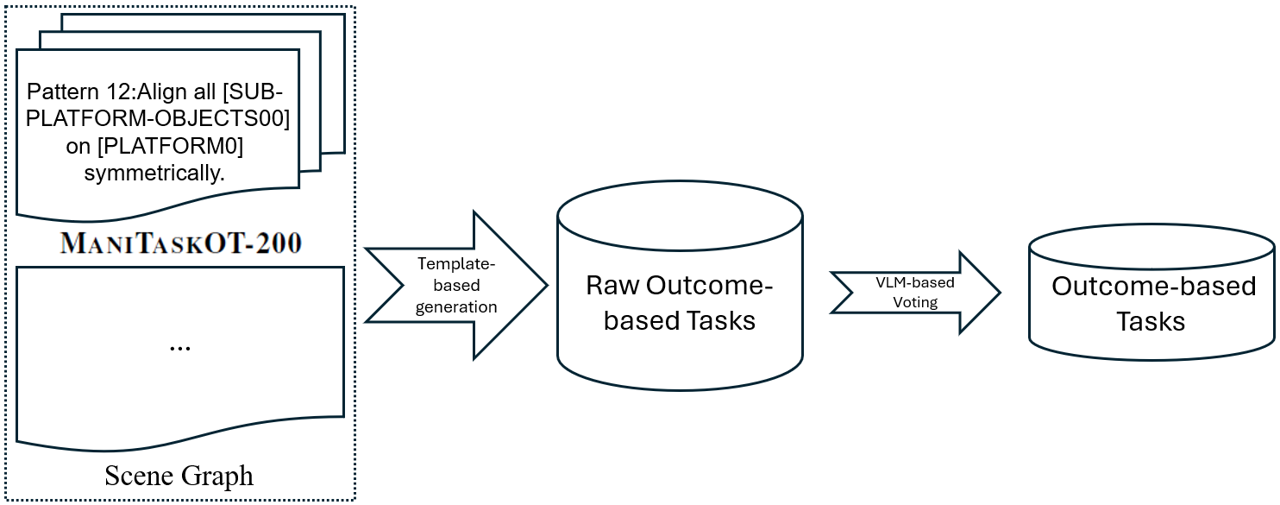 Pattern 12:Align all [SUB-
PLATFORM-OBJECTS00]
on [PLATFORM0]
symmetrically.
MANITASKOT-200
...
Scene Graph
Template-
based
generation
Raw Outcome-
based Tasks
VLM-based
Voting
Outcome-based
Tasks